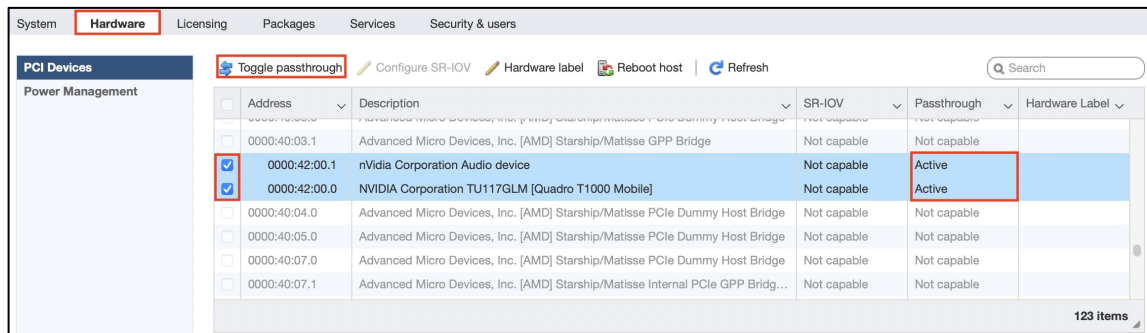 System Hardware Licensing Packages Services Security & users
PCI Devices
Power Management
Toggle passthrough Configure SR-IOV Hardware label Reboot host Refresh Search
Address Description SR-IOV Passthrough Hardware Label
0000:40:03.1 Advanced Micro Devices, Inc. [AMD] Starship/Matisse GPP Bridge Not capable Not capable
0000:42:00.1 nVidia Corporation Audio device Not capable Active
0000:42:00.0 NVIDIA Corporation TU117GLM [Quadro T1000 Mobile] Not capable Active
0000:40:04.0 Advanced Micro Devices, Inc. [AMD] Starship/Matisse PCIe Dummy Host Bridge Not capable Not capable
0000:40:05.0 Advanced Micro Devices, Inc. [AMD] Starship/Matisse PCIe Dummy Host Bridge Not capable Not capable
0000:40:07.0 Advanced Micro Devices, Inc. [AMD] Starship/Matisse PCIe Dummy Host Bridge Not capable Not capable
0000:40:07.1 Advanced Micro Devices, Inc. [AMD] Starship/Matisse Internal PCIe GPP Bridg... Not capable Not capable
123 items